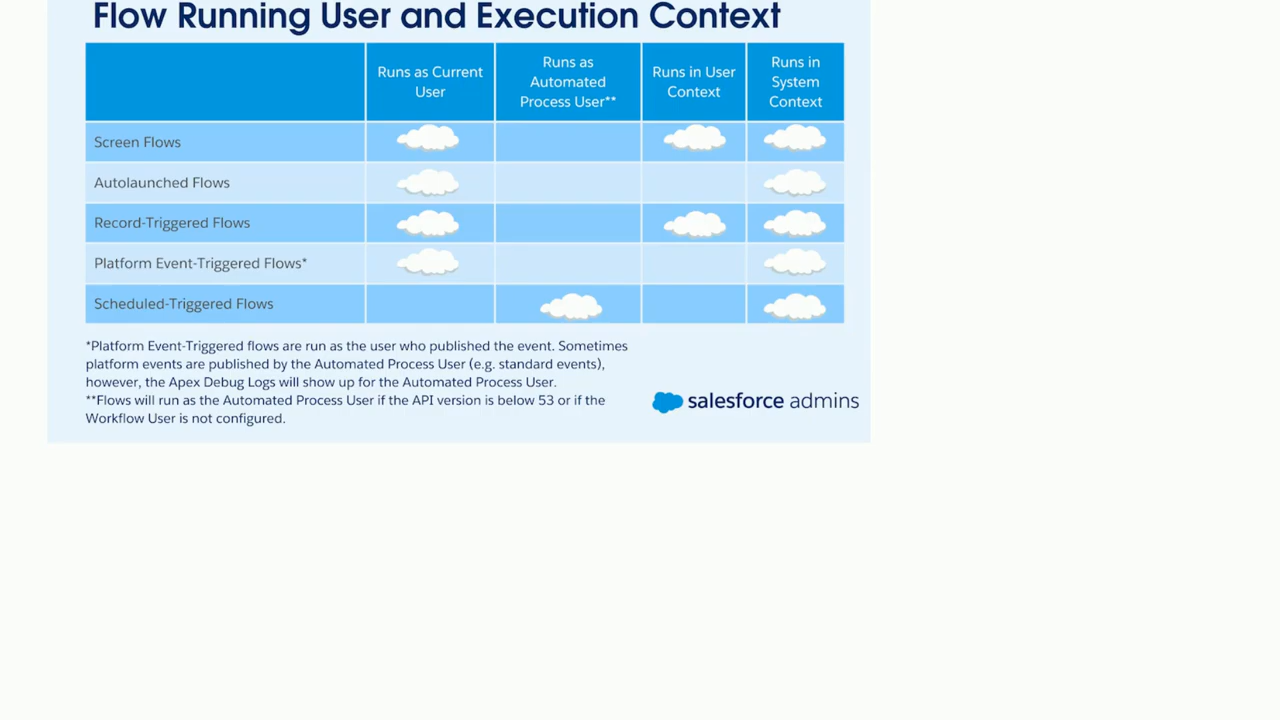 Flow Running User and Execution Context
Runs as Current
User
Runs as
Automated
Process User**
Runs in User
Context
Runs in
System
Context
Screen Flows
Autolaunched Flows
Record-Triggered Flows
Platform Event-Triggered Flows*
Scheduled-Triggered Flows
*Platform Event-Triggered flows are run as the user who published the event. Sometimes
platform events are published by the Automated Process User (e.g. standard events),
however, the Apex Debug Logs will show up for the Automated Process User.
**Flows will run as the Automated Process User if the API version is below 53 or if the
Workflow User is not configured.
salesforce admins